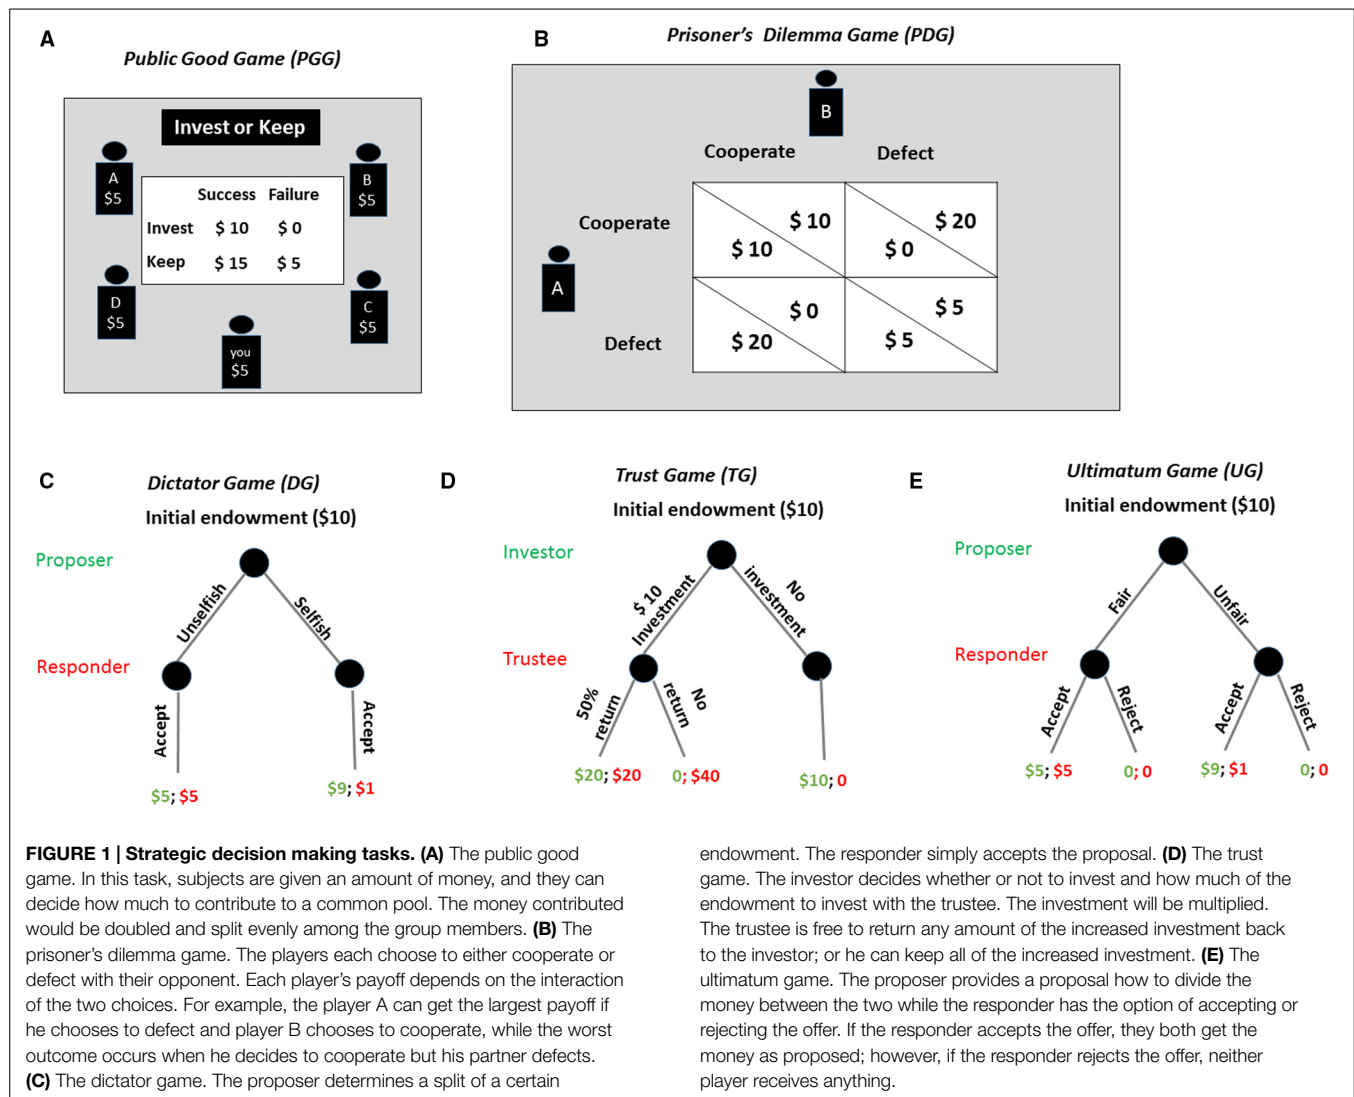 A
Public Good Game (PGG)
Invest or Keep
A
$5
B
$5
Success Failure
Invest $ 10 $ 0
Keep $ 15 $ 5
D
$5
C
$5
you
$5
B
Prisoner's Dilemma Game (PDG)
B
Cooperate Defect
Cooperate
$ 10
$ 10
$ 20
$ 0
A
Defect
$ 0
$ 20
$ 5
$ 5
C
Dictator Game (DG)
Initial endowment ($10)
Proposer
Unselfish
Selfish
Responder
Accept
Accept
$5; $5
$9; $1
D
Trust Game (TG)
Initial endowment ($10)
Investor
$ 10
Investment
No
investment
Trustee
50%
return
No
return
$20; $20
0; $40
$10; 0
E
Ultimatum Game (UG)
Initial endowment ($10)
Proposer
Fair
Unfair
Responder
Accept
Reject
Accept
Reject
$5; $5
0; 0
$9; $1
0; 0
FIGURE 1 | Strategic decision making tasks. (A) The public good
game. In this task, subjects are given an amount of money, and they can
decide how much to contribute to a common pool. The money contributed
would be doubled and split evenly among the group members. (B) The
prisoner's dilemma game. The players each choose to either cooperate or
defect with their opponent. Each player's payoff depends on the interaction
of the two choices. For example, the player A can get the largest payoff if
he chooses to defect and player B chooses to cooperate, while the worst
outcome occurs when he decides to cooperate but his partner defects.
(C) The dictator game. The proposer determines a split of a certain
endowment. The responder simply accepts the proposal. (D) The trust
game. The investor decides whether or not to invest and how much of the
endowment to invest with the trustee. The investment will be multiplied.
The trustee is free to return any amount of the increased investment back
to the investor; or he can keep all of the increased investment. (E) The
ultimatum game. The proposer provides a proposal how to divide the
money between the two while the responder has the option of accepting or
rejecting the offer. If the responder accepts the offer, they both get the
money as proposed; however, if the responder rejects the offer, neither
player receives anything.